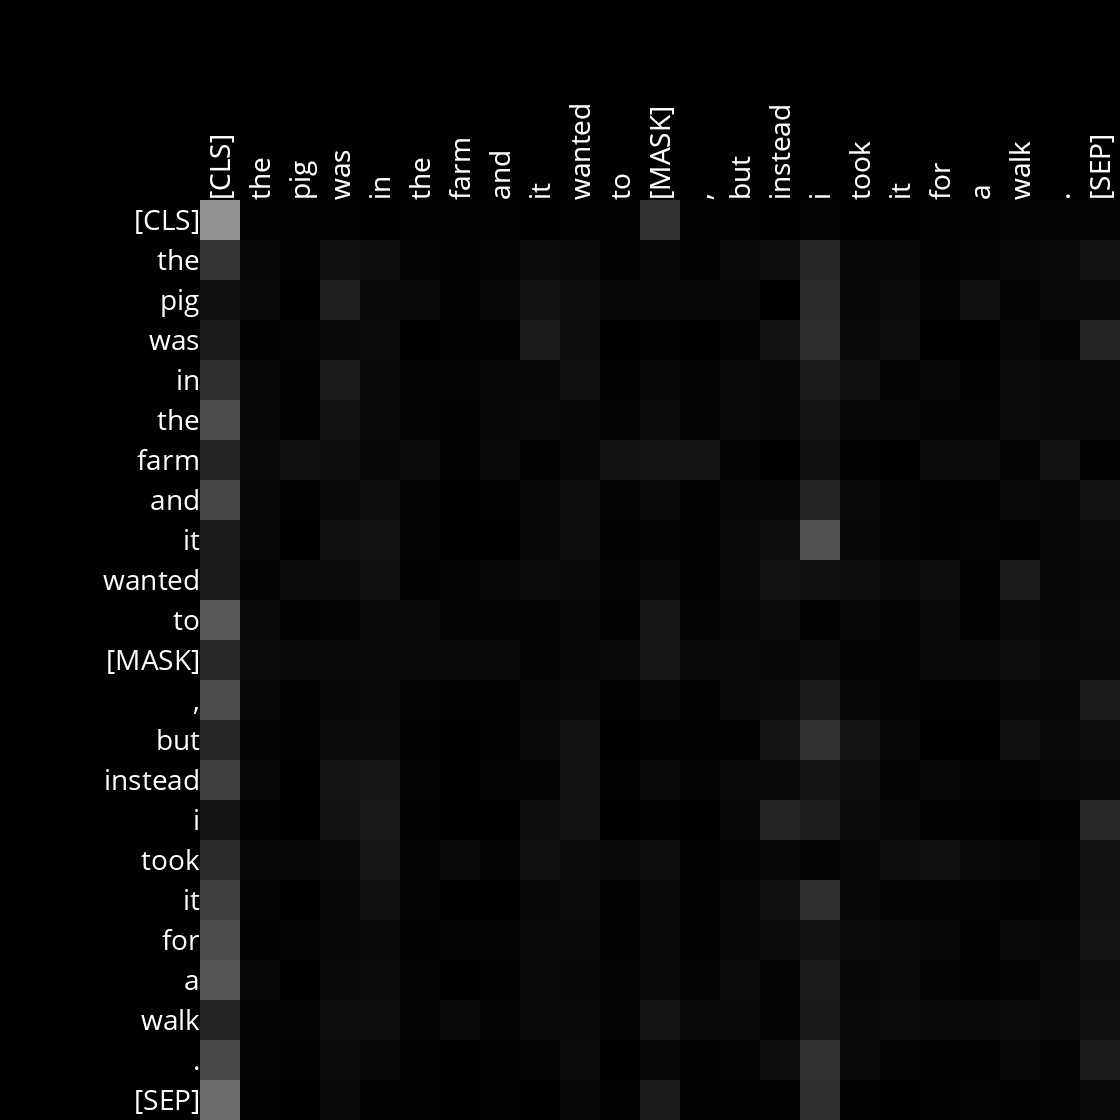 [CLS] the pig was in the farm and it wanted to [MASK] , but instead i took it for a walk . [SEP]
[CLS]
the
pig
was
in
the
farm
and
it
wanted
to
[MASK]
,
but
instead
i
took
it
for
a
walk
.
[SEP]